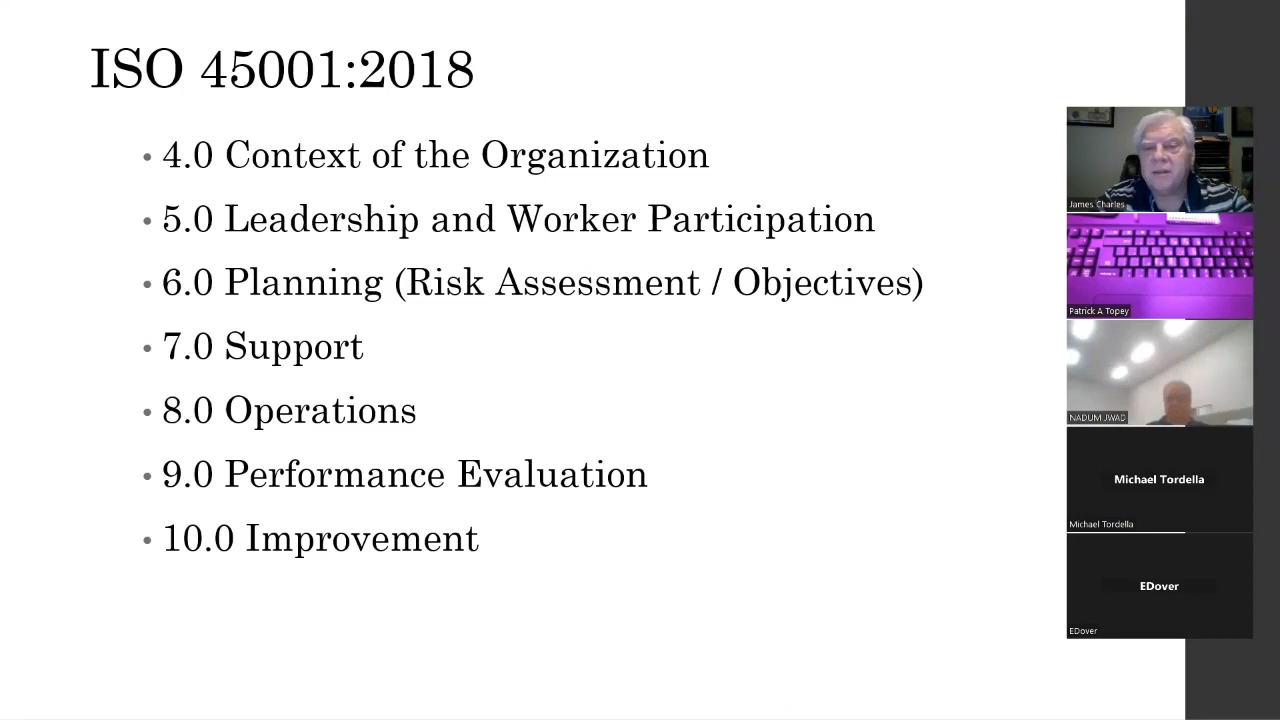 ISO 45001:2018
• 4.0 Context of the Organization
• 5.0 Leadership and Worker Participation
• 6.0 Planning (Risk Assessment / Objectives)
• 7.0 Support
• 8.0 Operations
• 9.0 Performance Evaluation
• 10.0 Improvement
James Charles
Patrick A Topey
NADUM JWAD
Michael Tordella
Michael Tordella
EDover
EDover